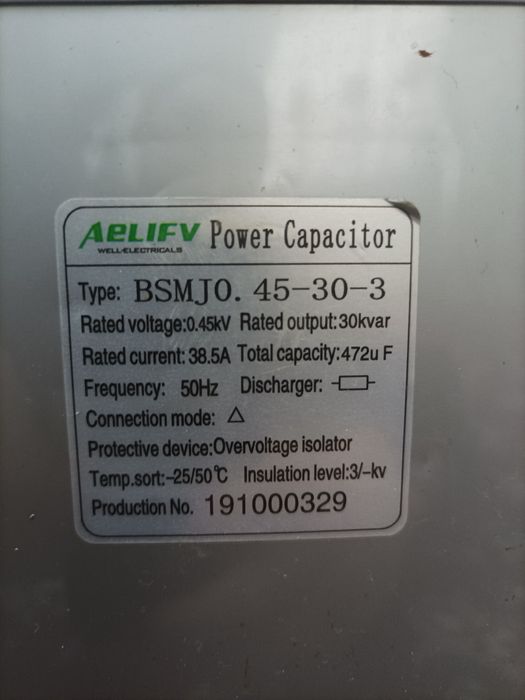 AELIFV Power Capacitor
WELL-ELECTRICALS
Type: BSMJ0. 45-30-3
Rated voltage:0.45kV Rated output:30kvar
Rated current: 38.5A Total capacity:472u F
Frequency: 50Hz Discharger:
Connection mode: △
Protective device:Overvoltage isolator
Temp.sort:-25/50℃ Insulation level:3/-kv
Production No. 191000329